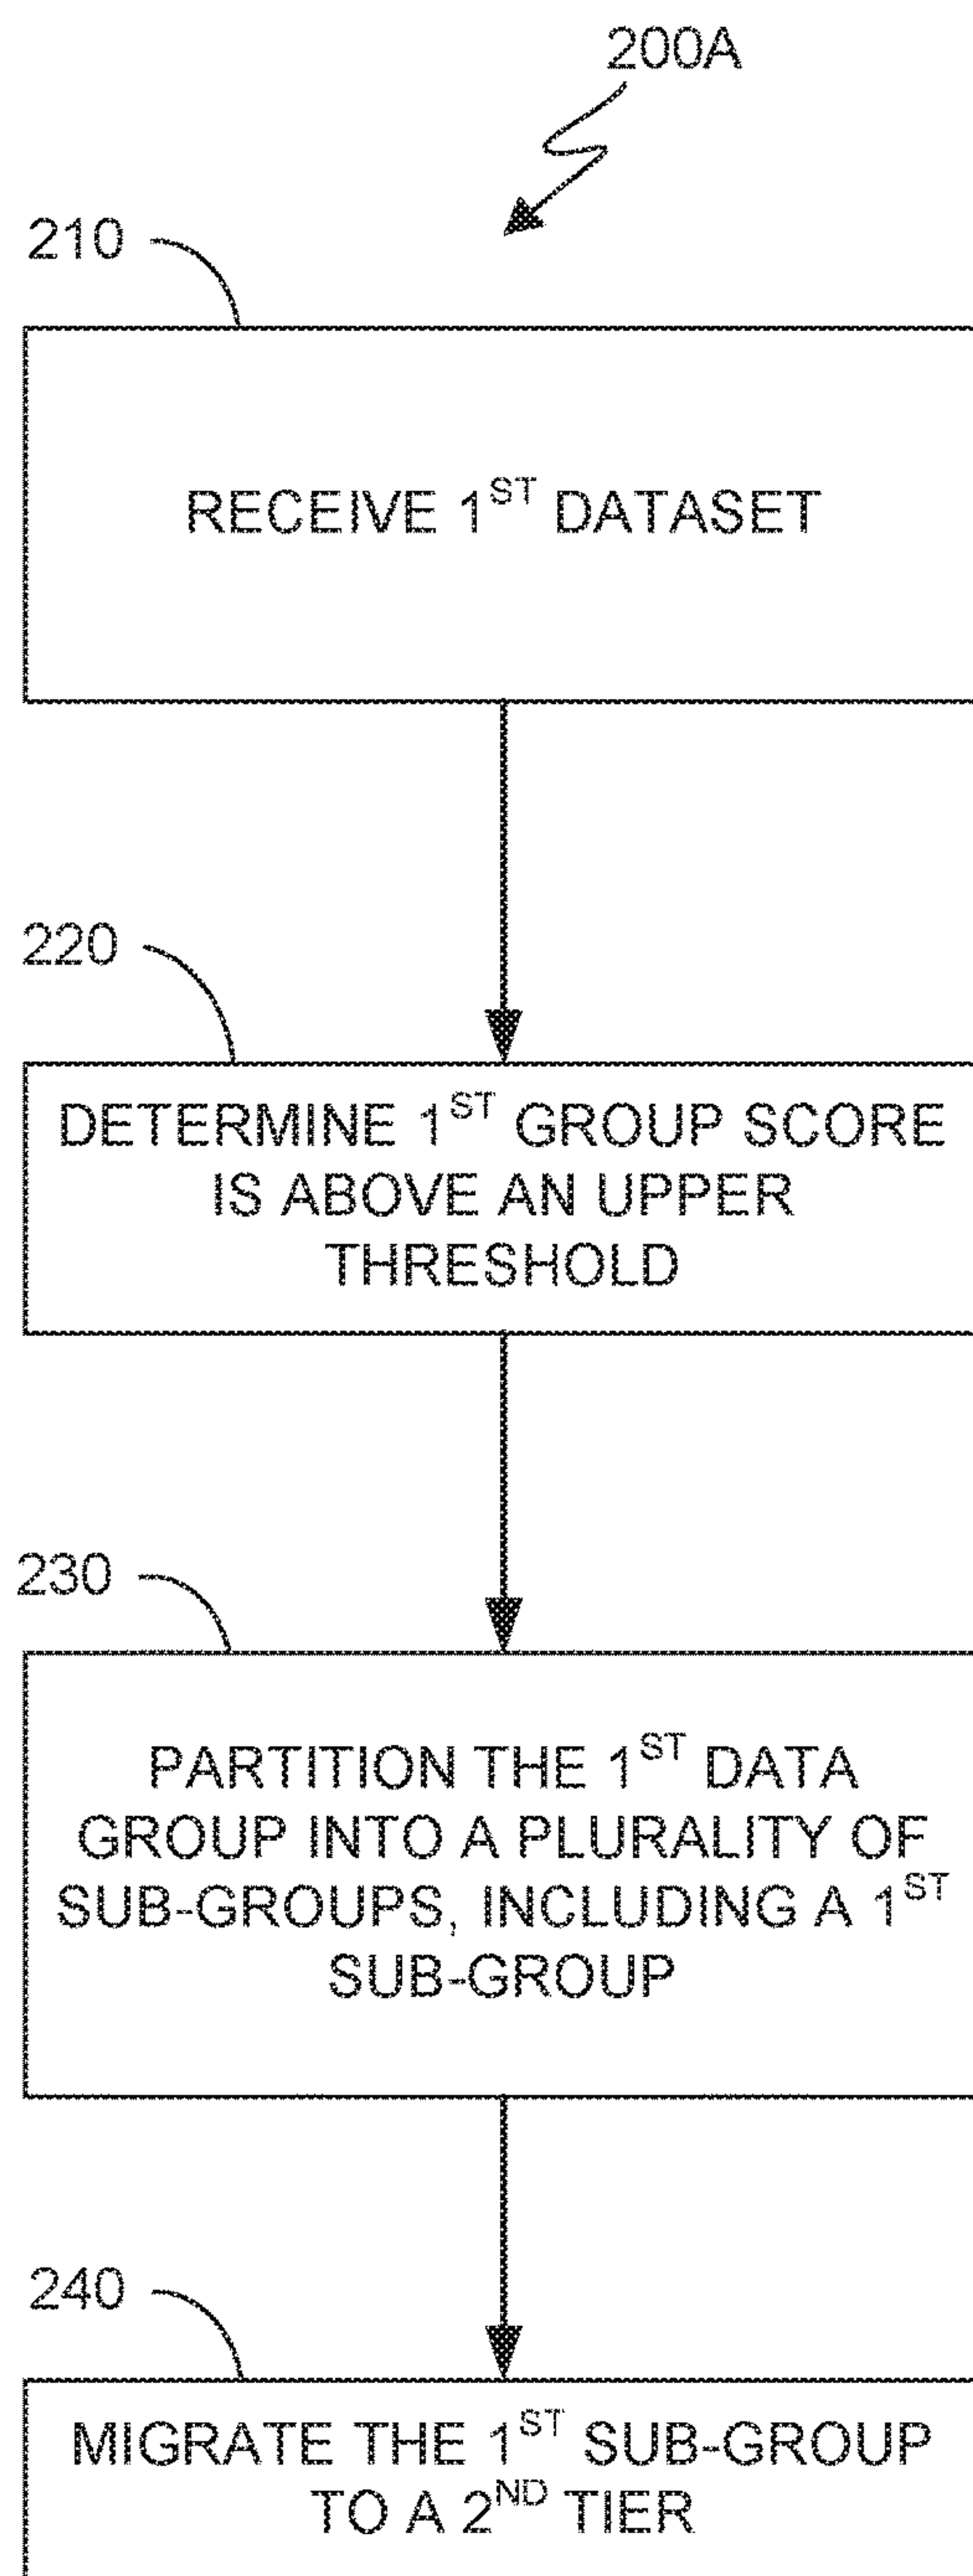 200A
210
RECEIVE 1ST DATASET
220
DETERMINE 1ST GROUP SCORE
IS ABOVE AN UPPER
THRESHOLD
230
PARTITION THE 1ST DATA
GROUP INTO A PLURALITY OF
SUB-GROUPS, INCLUDING A 1ST
SUB-GROUP
240
MIGRATE THE 1ST SUB-GROUP
TO A 2ND TIER